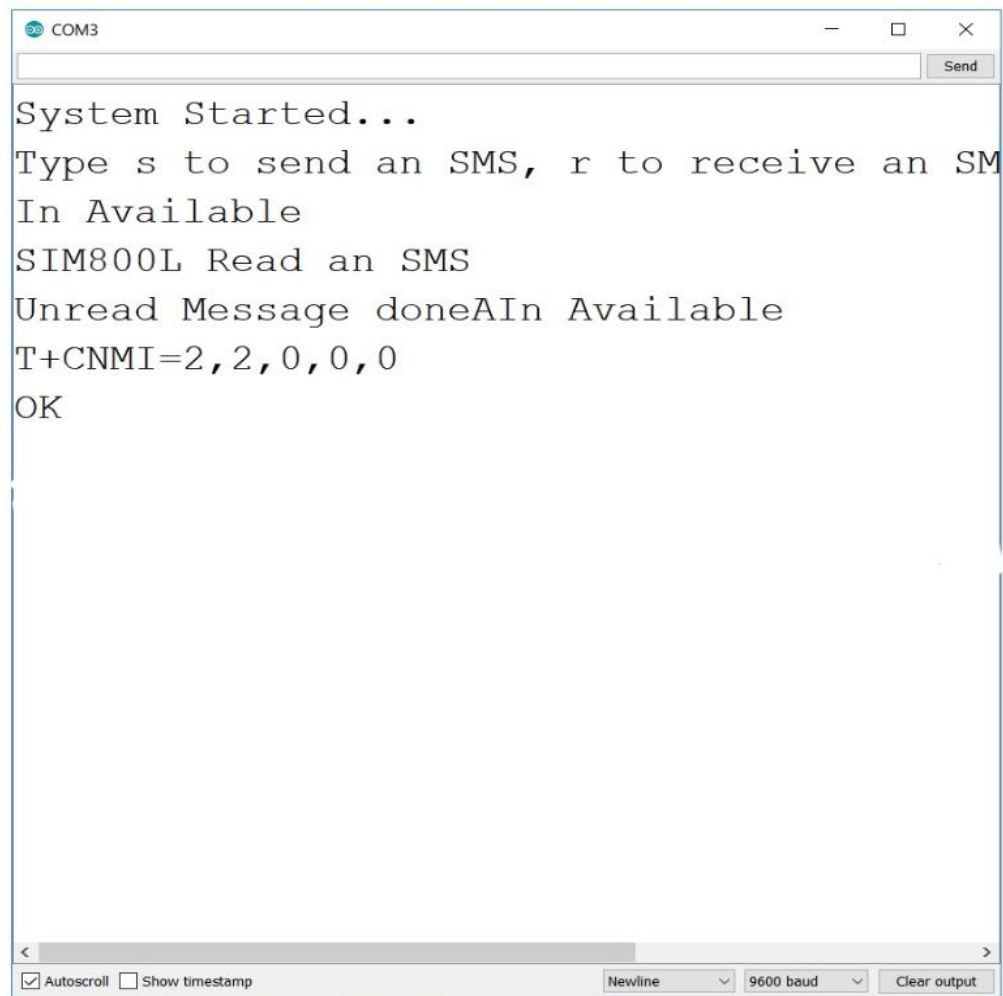 COM3
Send
System Started...
Type s to send an SMS, r to receive an SM
In Available
SIM800L Read an SMS
Unread Message doneAIn Available
T+CNMI=2,2,0,0,0
OK
Autoscroll Show timestamp Newline 9600 baud Clear output